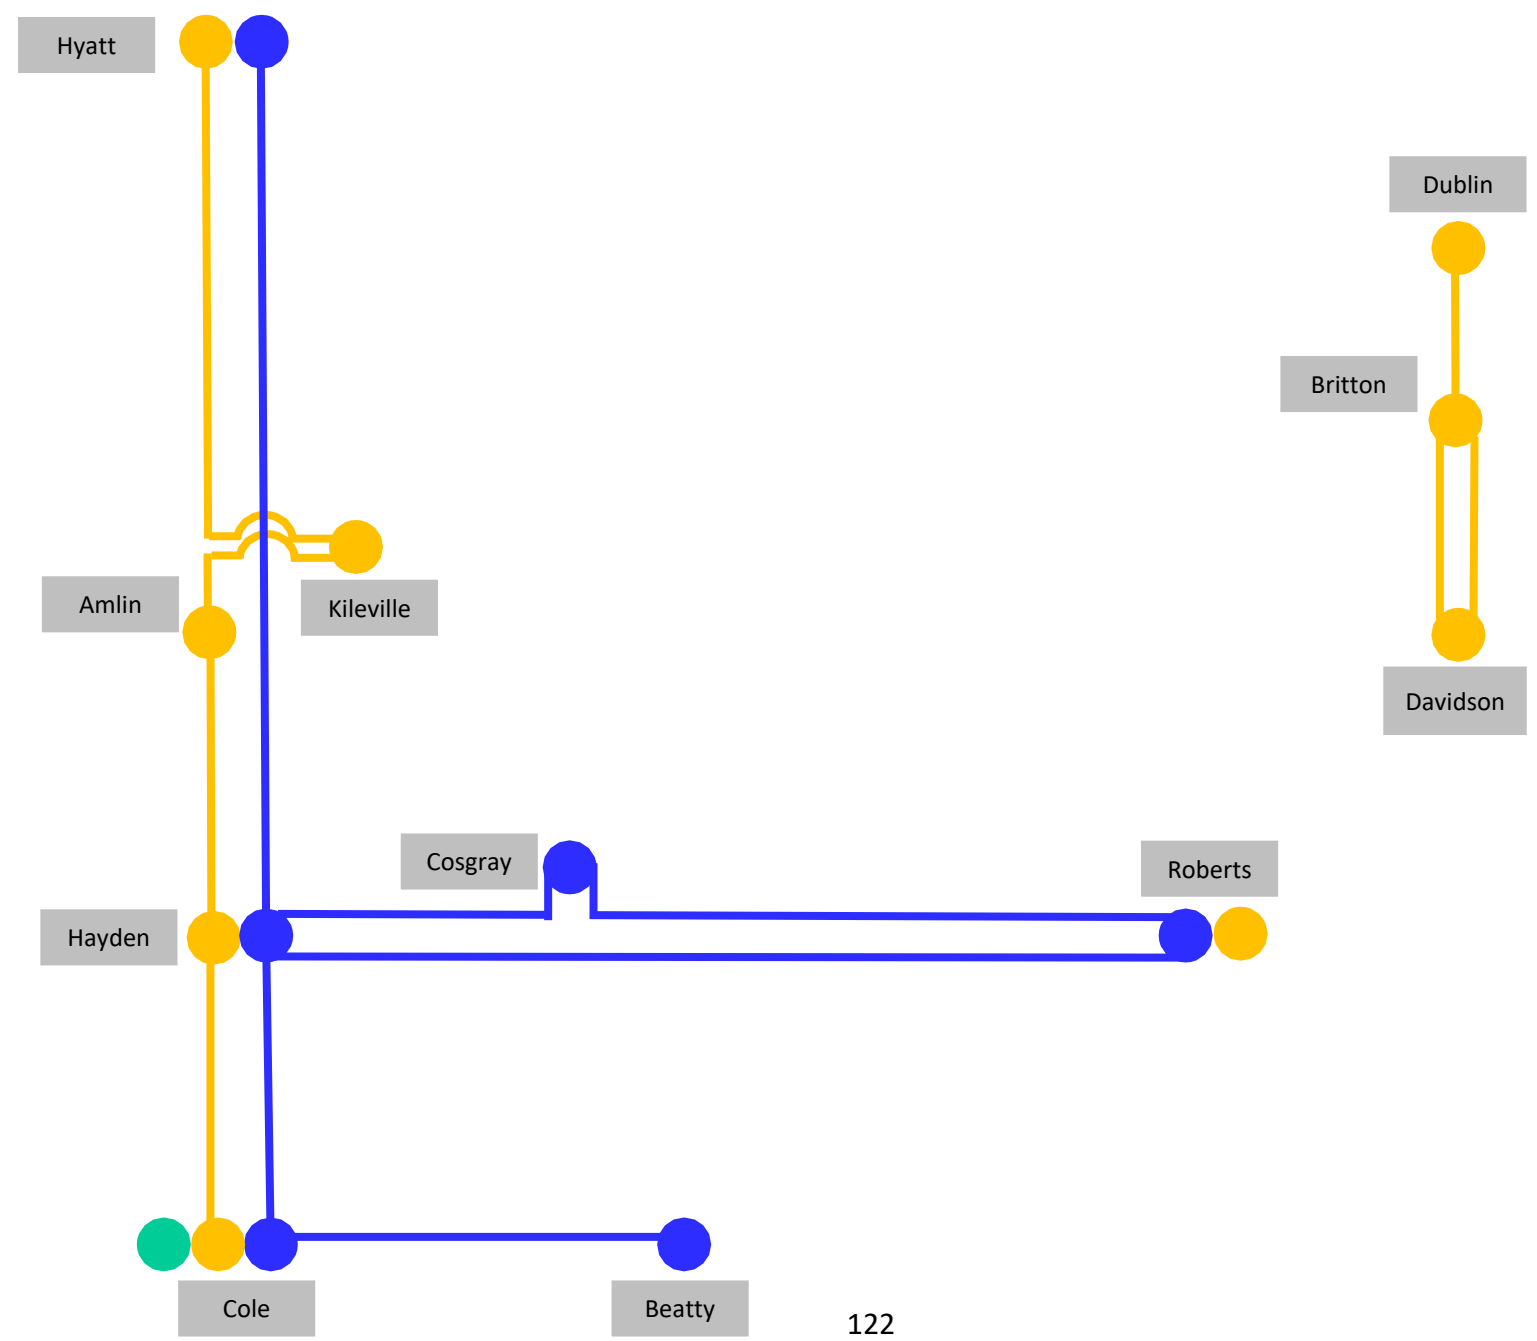 Hyatt
Dublin
Britton
Amlin
Kileville
Davidson
Cosgray
Roberts
Hayden
Cole
Beatty
122